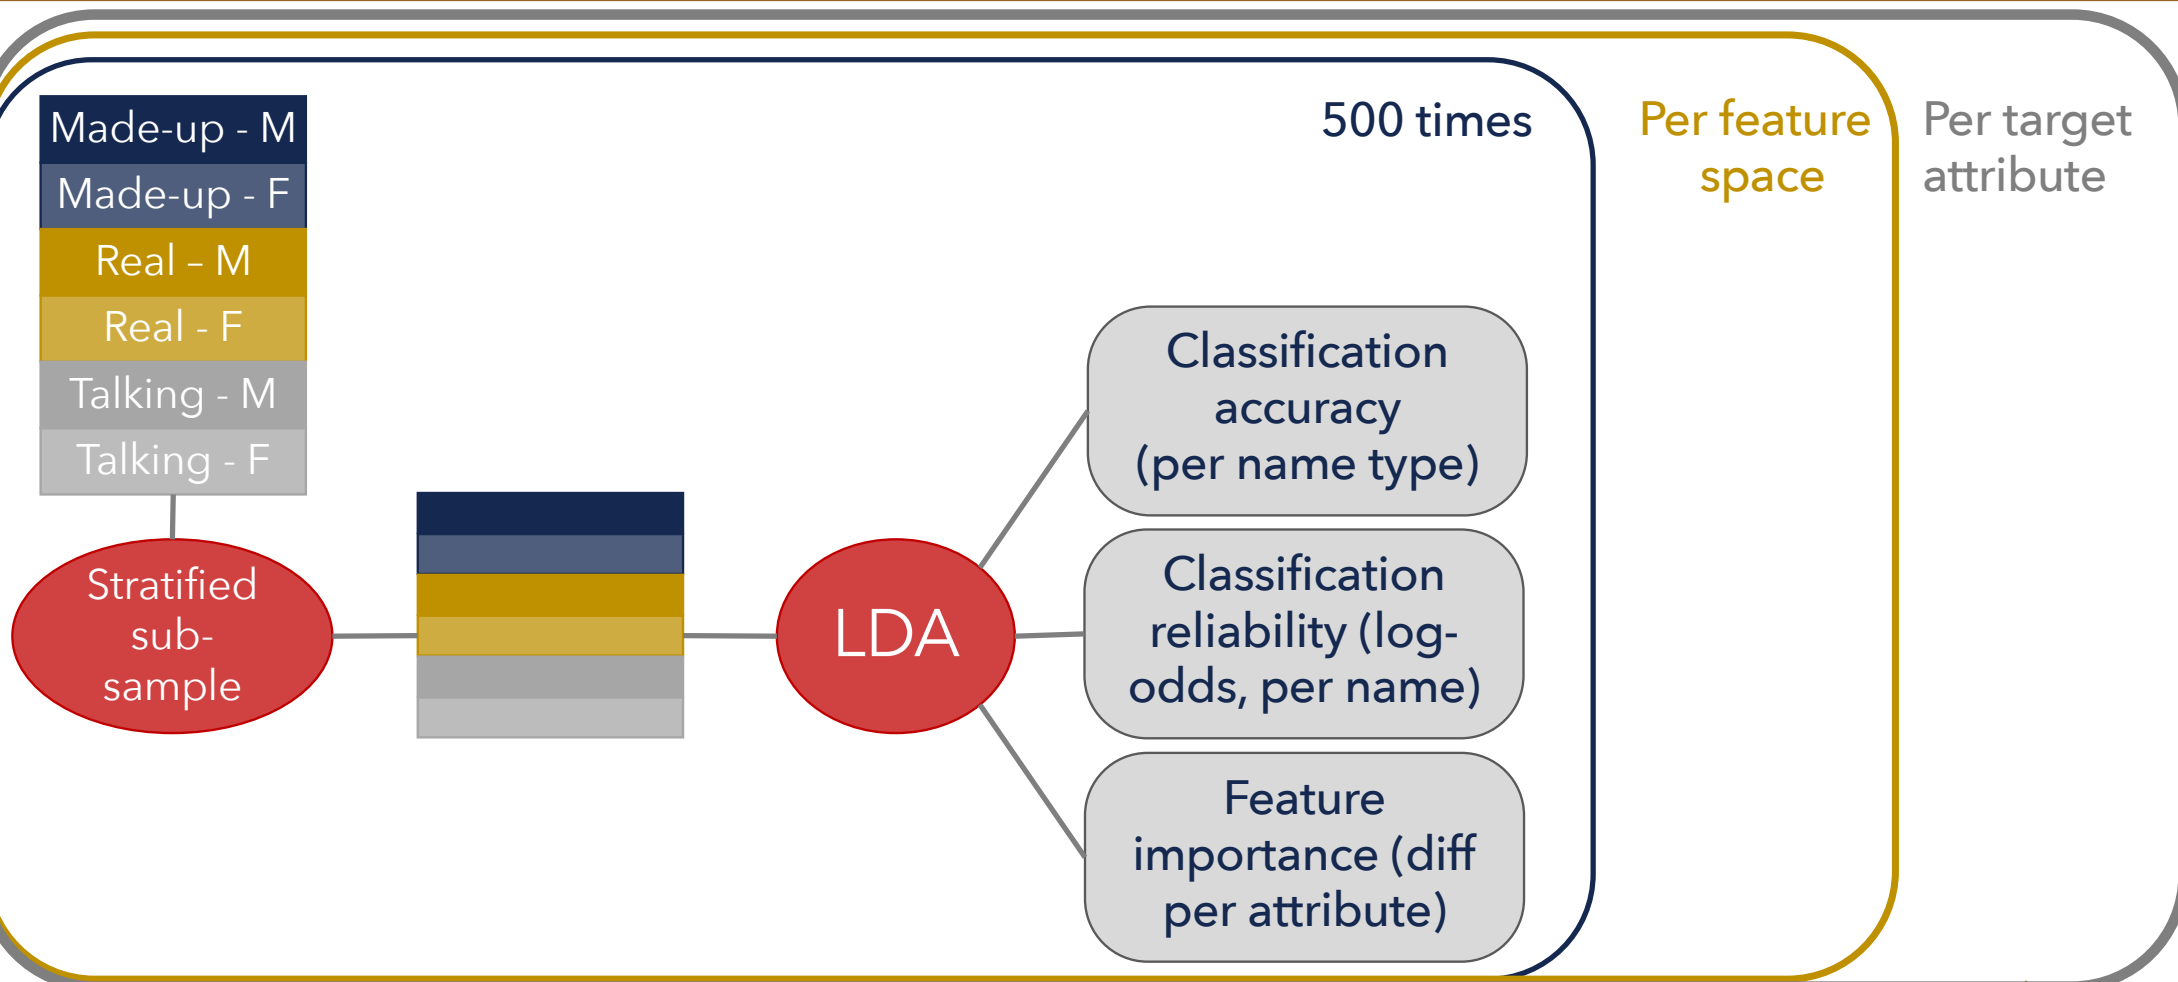 Made-up - M
Made-up - F
Real – M
Real - F
Talking - M
Talking - F
Stratified
sub-
sample
LDA
Classification
accuracy
(per name type)
Classification
reliability (log-
odds, per name)
Feature
importance (diff
per attribute)
500 times
Per feature
space
Per target
attribute